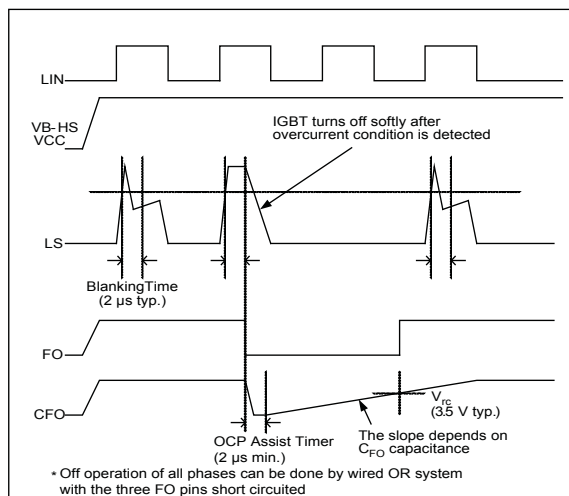 LIN
VB-HS
VCC
IGBT turns off softly after
overcurrent condition is detected
LS
BlankingTime
(2 µs typ.)
FO
CFO
Vrc
(3.5 V typ.)
OCP Assist Timer
(2 µs min.)
The slope depends on
CFO capacitance
* Off operation of all phases can be done by wired OR system
with the three FO pins short circuited